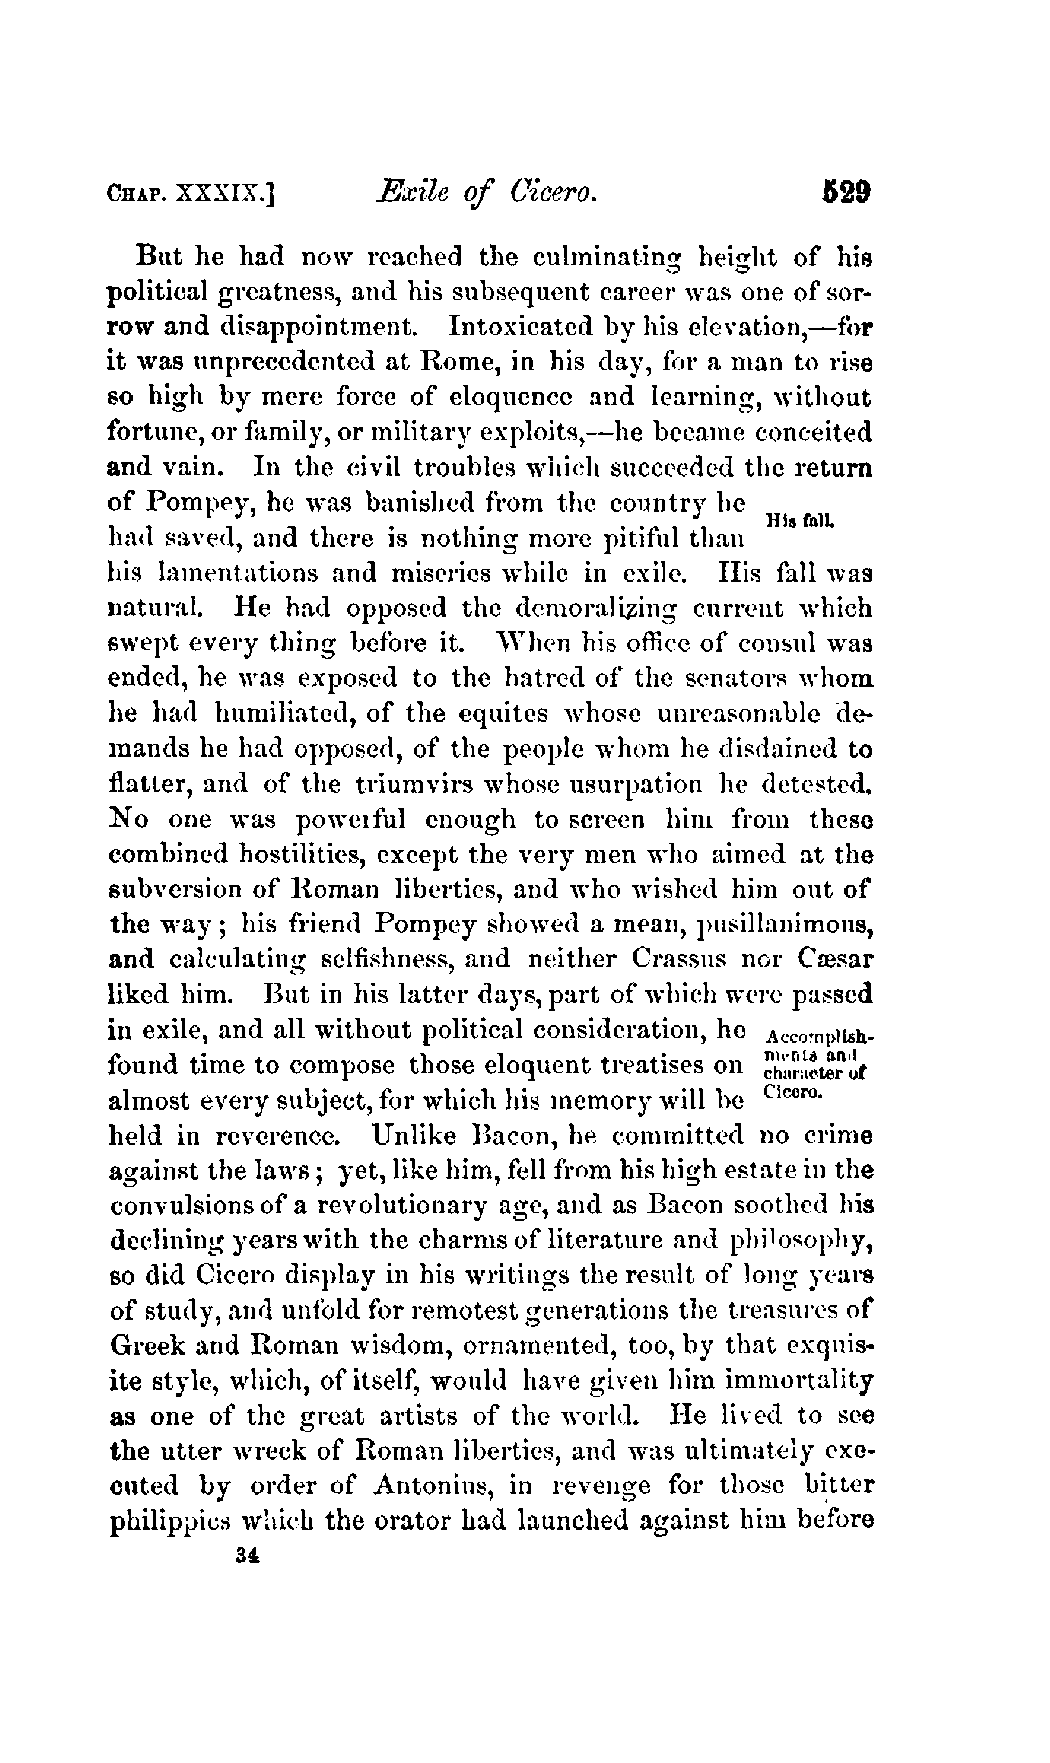 CHAP. XXXIX.] Exile of Cicero. 529
But he had now reached the culminating height of his
political greatness, and his subsequent career was one of sor-
row and disappointment. Intoxicated by his elevation,—for
it was unprecedented at Rome, in his day, for a man to rise
so high by mere force of eloquence and learning, without
fortune, or family, or military exploits,—he became conceited
and vain. In the civil troubles which succeeded the return
of Pompey, he was banished from the country he
His fall.
had saved, and there is nothing more pitiful than
his lamentations and miseries while in exile. His fall was
natural. He had opposed the demoralizing current which
swept every thing before it. When his office of consul was
ended, he was exposed to the hatred of the senators whom
he had humiliated, of the equites whose unreasonable de-
mands he had opposed, of the people whom he disdained to
flatter, and of the triumvirs whose usurpation he detested.
No one was powerful enough to screen him from these
combined hostilities, except the very men who aimed at the
subversion of Roman liberties, and who wished him out of
the way; his friend Pompey showed a mean, pusillanimous,
and calculating selfishness, and neither Crassus nor Cæsar
liked him. But in his latter days, part of which were passed
in exile, and all without political consideration, he
found time to compose those eloquent treatises on
almost every subject, for which his memory will be
Accomplish-
ments and
character of
Cicero.
held in reverence. Unlike Bacon, he committed no crime
against the laws; yet, like him, fell from his high estate in the
convulsions of a revolutionary age, and as Bacon soothed his
declining years with the charms of literature and philosophy,
so did Cicero display in his writings the result of long years
of study, and unfold for remotest generations the treasures of
Greek and Roman wisdom, ornamented, too, by that exquis-
ite style, which, of itself, would have given him immortality
as one of the great artists of the world. He lived to see
the utter wreck of Roman liberties, and was ultimately exe-
cuted by order of Antonius, in revenge for those bitter
philippics which the orator had launched against him before
34